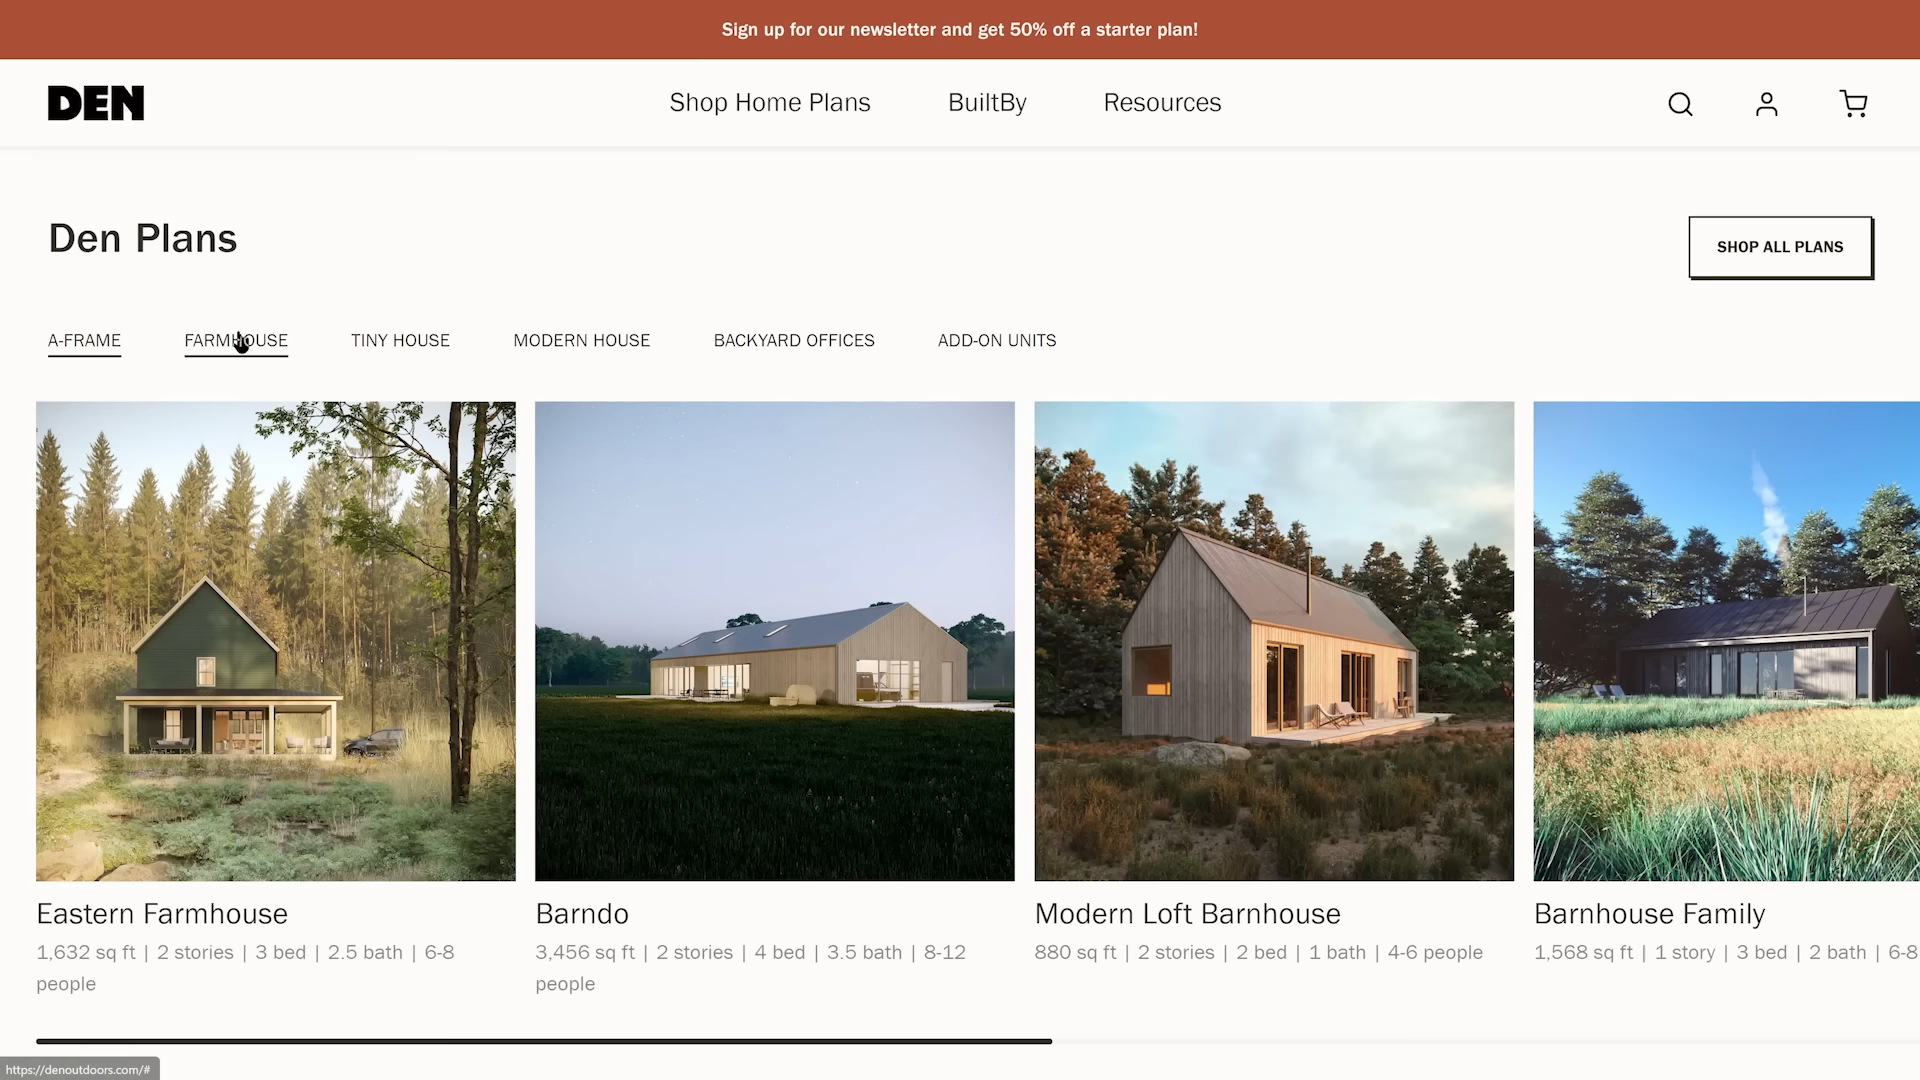 Sign up for our newsletter and get 50% off a starter plan!
DEN
Shop Home Plans
BuiltBy
Resources
Den Plans
SHOP ALL PLANS
A-FRAME
FARMHOUSE
TINY HOUSE
MODERN HOUSE
BACKYARD OFFICES
ADD-ON UNITS
Eastern Farmhouse
1,632 sq ft | 2 stories | 3 bed | 2.5 bath | 6-8
people
Barndo
3,456 sq ft | 2 stories | 4 bed | 3.5 bath | 8-12
people
Modern Loft Barnhouse
880 sq ft | 2 stories | 2 bed | 1 bath | 4-6 people
Barnhouse Family
1,568 sq ft | 1 story | 3 bed | 2 bath | 6-8
https://denoutdoors.com/#